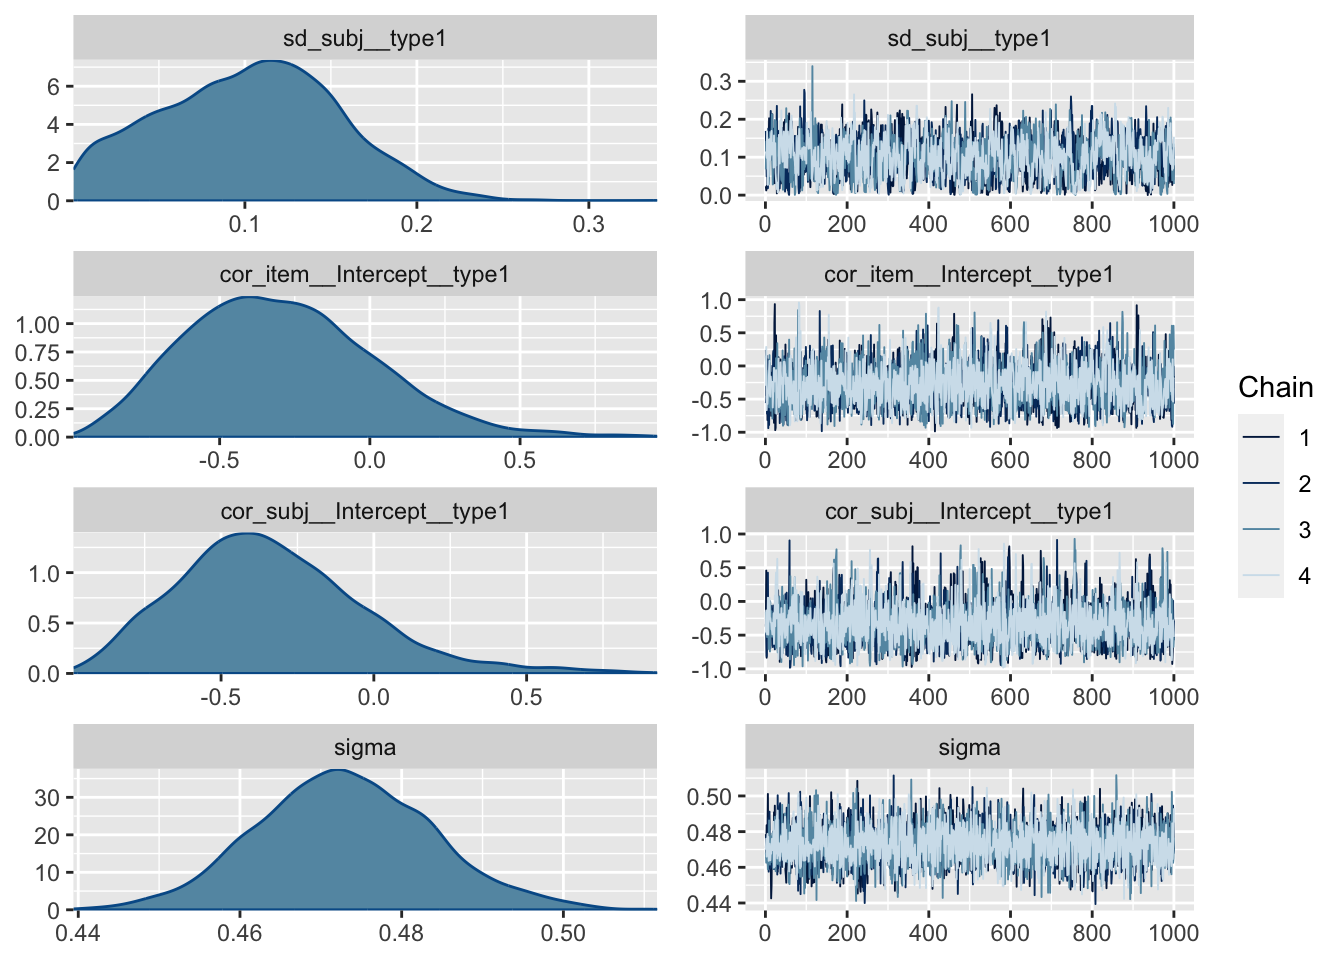 sd_subj__type1
6
4
2
0
0.1 0.2 0.3
sd_subj__type1
0.3
0.2
0.1
0.0
0 200 400 600 800 1000
cor_item__Intercept__type1
1.00
0.75
0.50
0.25
0.00
-0.5 0.0 0.5
cor_item__Intercept__type1
1.0
0.5
0.0
-0.5
-1.0
0 200 400 600 800 1000
cor_subj__Intercept__type1
1.0
0.5
0.0
-0.5 0.0 0.5
cor_subj__Intercept__type1
1.0
0.5
0.0
-0.5
-1.0
0 200 400 600 800 1000
sigma
30
20
10
0
0.44 0.46 0.48 0.50
sigma
0.50
0.48
0.46
0.44
0 200 400 600 800 1000
Chain
1
2
3
4